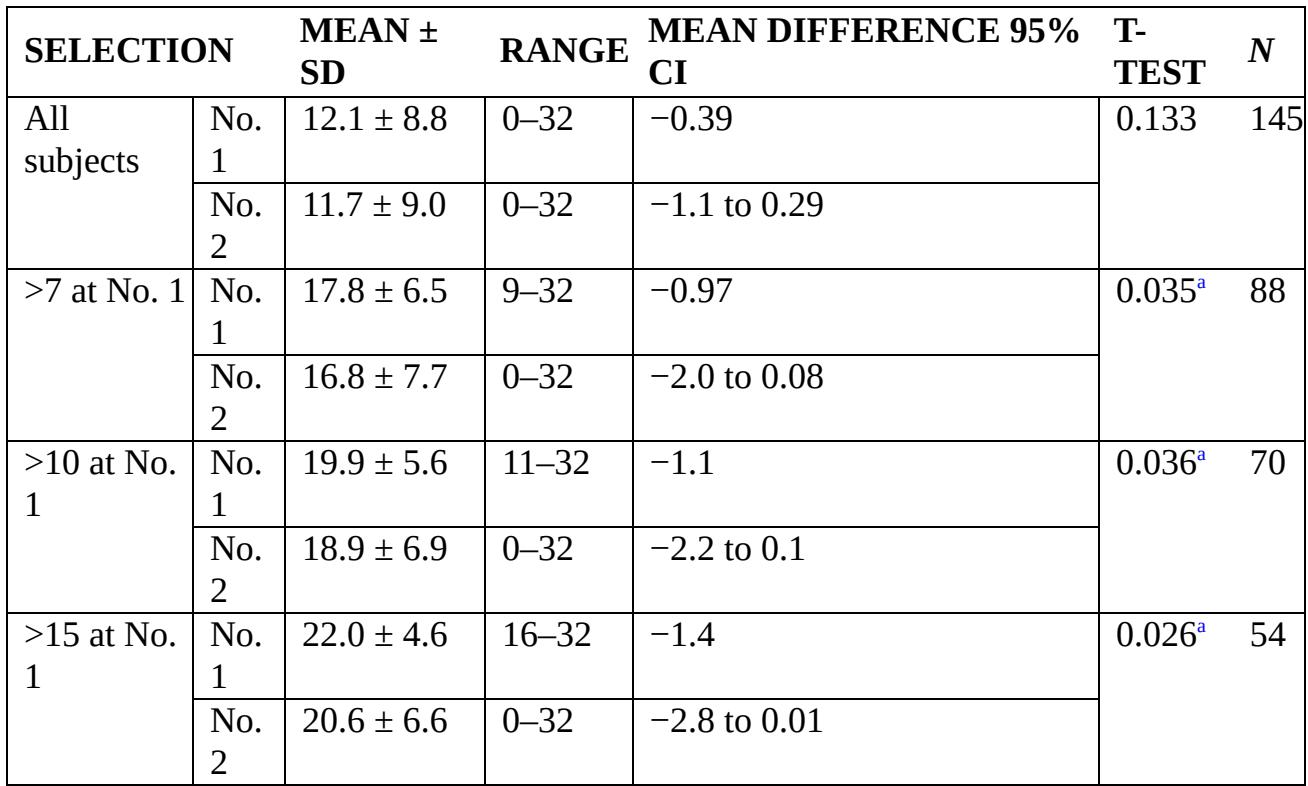 SELECTION MEAN ± SD RANGE MEAN DIFFERENCE 95% CI T-TEST N
All subjects No. 1 12.1 ± 8.8 0–32 −0.39 0.133 145
No. 2 11.7 ± 9.0 0–32 −1.1 to 0.29
>7 at No. 1 No. 1 17.8 ± 6.5 9–32 −0.97 0.035a 88
No. 2 16.8 ± 7.7 0–32 −2.0 to 0.08
>10 at No. 1 No. 1 19.9 ± 5.6 11–32 −1.1 0.036a 70
No. 2 18.9 ± 6.9 0–32 −2.2 to 0.1
>15 at No. 1 No. 1 22.0 ± 4.6 16–32 −1.4 0.026a 54
No. 2 20.6 ± 6.6 0–32 −2.8 to 0.01